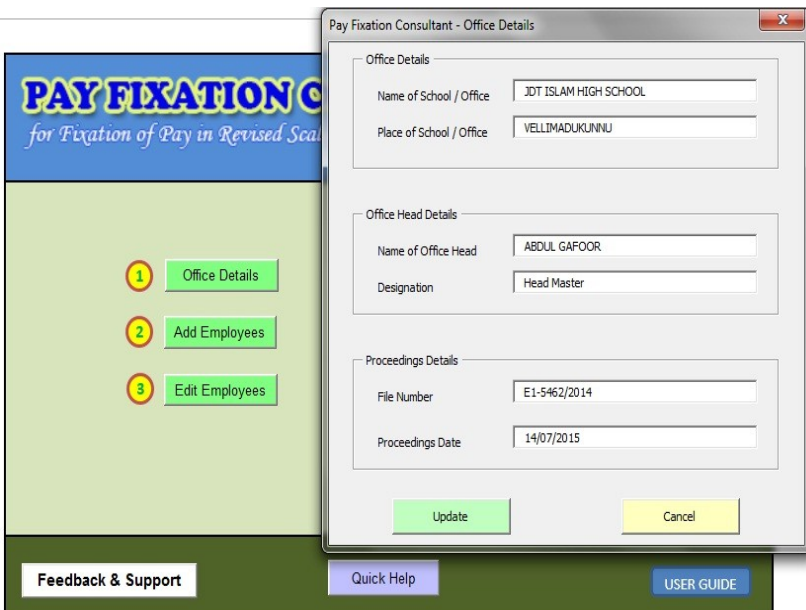 Pay Fixation Consultant - Office Details
x
PAY FIXATION C
for Fixation of Pay in Revised Scal
1 Office Details
2 Add Employees
3 Edit Employees
Feedback & Support
Quick Help
USER GUIDE
Office Details
Name of School / Office JDT ISLAM HIGH SCHOOL
Place of School / Office VELLIMADUKUNNU
Office Head Details
Name of Office Head ABDUL GAFOOR
Designation Head Master
Proceedings Details
File Number E1-5462/2014
Proceedings Date 14/07/2015
Update Cancel